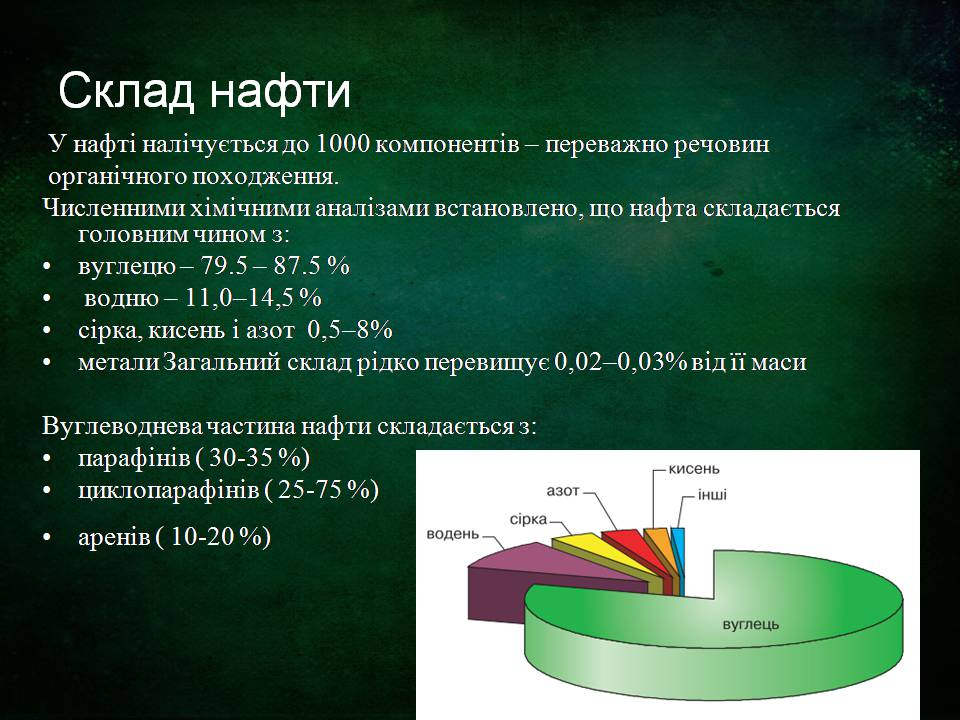 Склад нафти
У нафті налічується до 1000 компонентів – переважно речовин
органічного походження.
Численними хімічними аналізами встановлено, що нафта складається
головним чином з:
• вуглецю – 79.5 – 87.5 %
• водню – 11,0–14,5 %
• сірка, кисень і азот 0,5–8%
• метали Загальний склад рідко перевищує 0,02–0,03% від її маси
Вуглеводнева частина нафти складається з:
• парафінів ( 30-35 %)
• циклопарафінів ( 25-75 %)
• аренів ( 10-20 %)
кисень
азот
інші
сірка
водень
вуглець